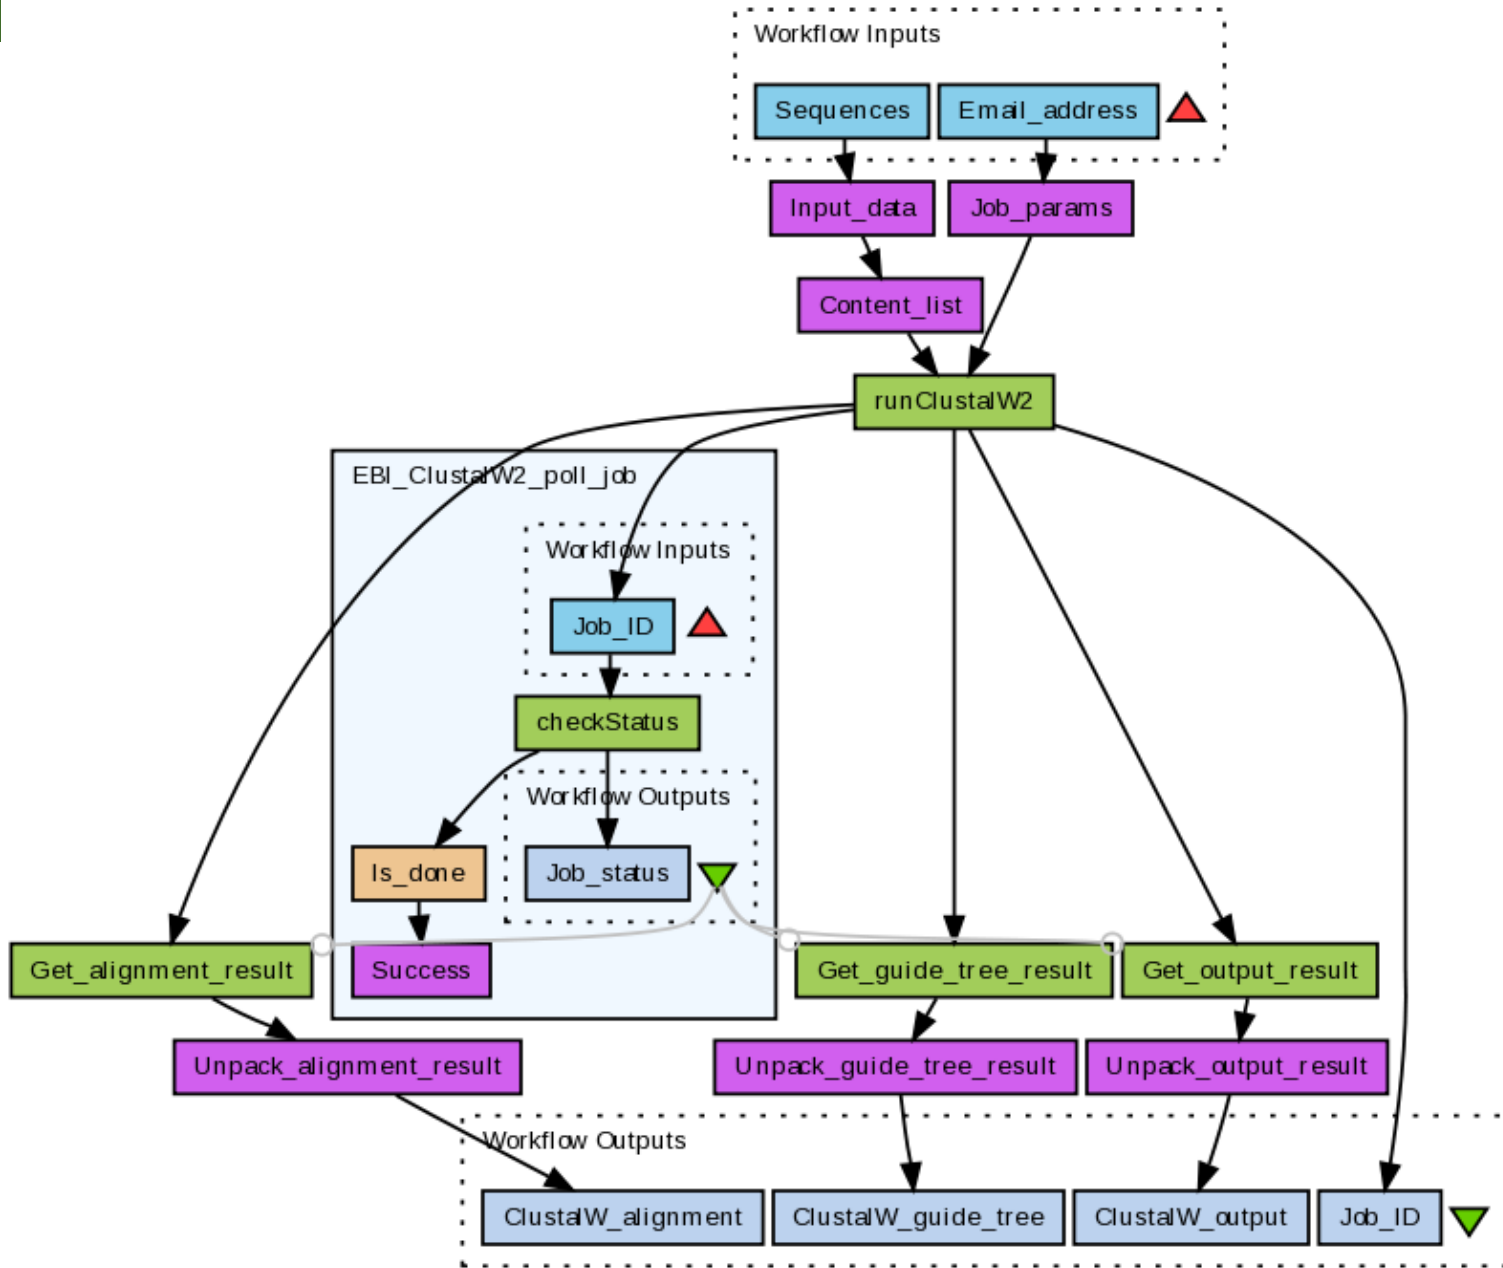 Workflow Inputs
Sequences
Email_address
Input_data
Job_params
Content_list
runClustalW2
EBI_ClustalW2_poll_job
Workflow Inputs
Job_ID
checkStatus
Workflow Outputs
Is_done
Job_status
Get_alignment_result
Success
Get_guide_tree_result
Get_output_result
Unpack_alignment_result
Unpack_guide_tree_result
Unpack_output_result
Workflow Outputs
ClustalW_alignment
ClustalW_guide_tree
ClustalW_output
Job_ID